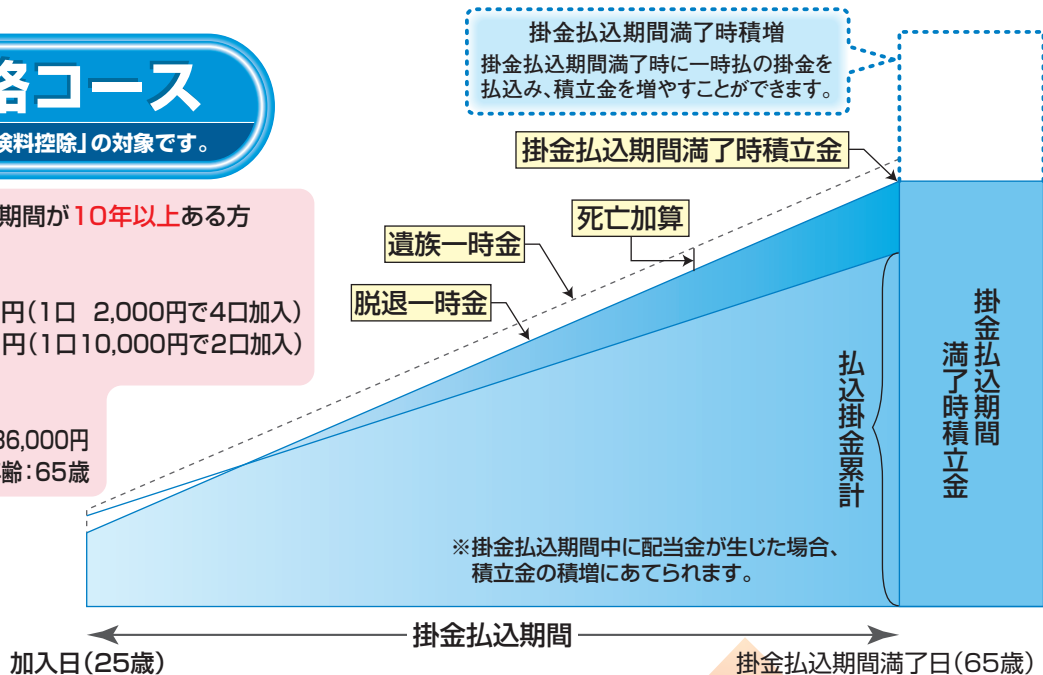 格コース
険料控除」の対象です。
期間が10年以上ある方
円(1口 2,000円で4口加入)
円(1口10,000円で2口加入)
36,000円
齢:65歳
掛金払込期間満了時積増
掛金払込期間満了時に一時払の掛金を
払込み、積立金を増やすことができます。
掛金払込期間満了時積立金
死亡加算
遺族一時金
脱退一時金
払込掛金累計
掛金払込期間
満了時積立金
※掛金払込期間中に配当金が生じた場合、
積立金の積増にあてられます。
掛金払込期間
加入日(25歳)
掛金払込期間満了日(65歳)